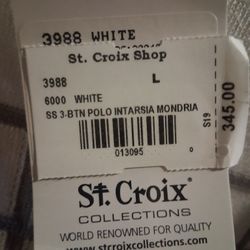 3988 WHITE
St. Croix Shop
3988 L
6000 WHITE
SS 3-BTN POLO INTARSIA MONDRIA
013095 0
S19
345.00
St. Croix®
COLLECTIONS
WORLD RENOWNED FOR QUALITY
www.stcroixcollections.com